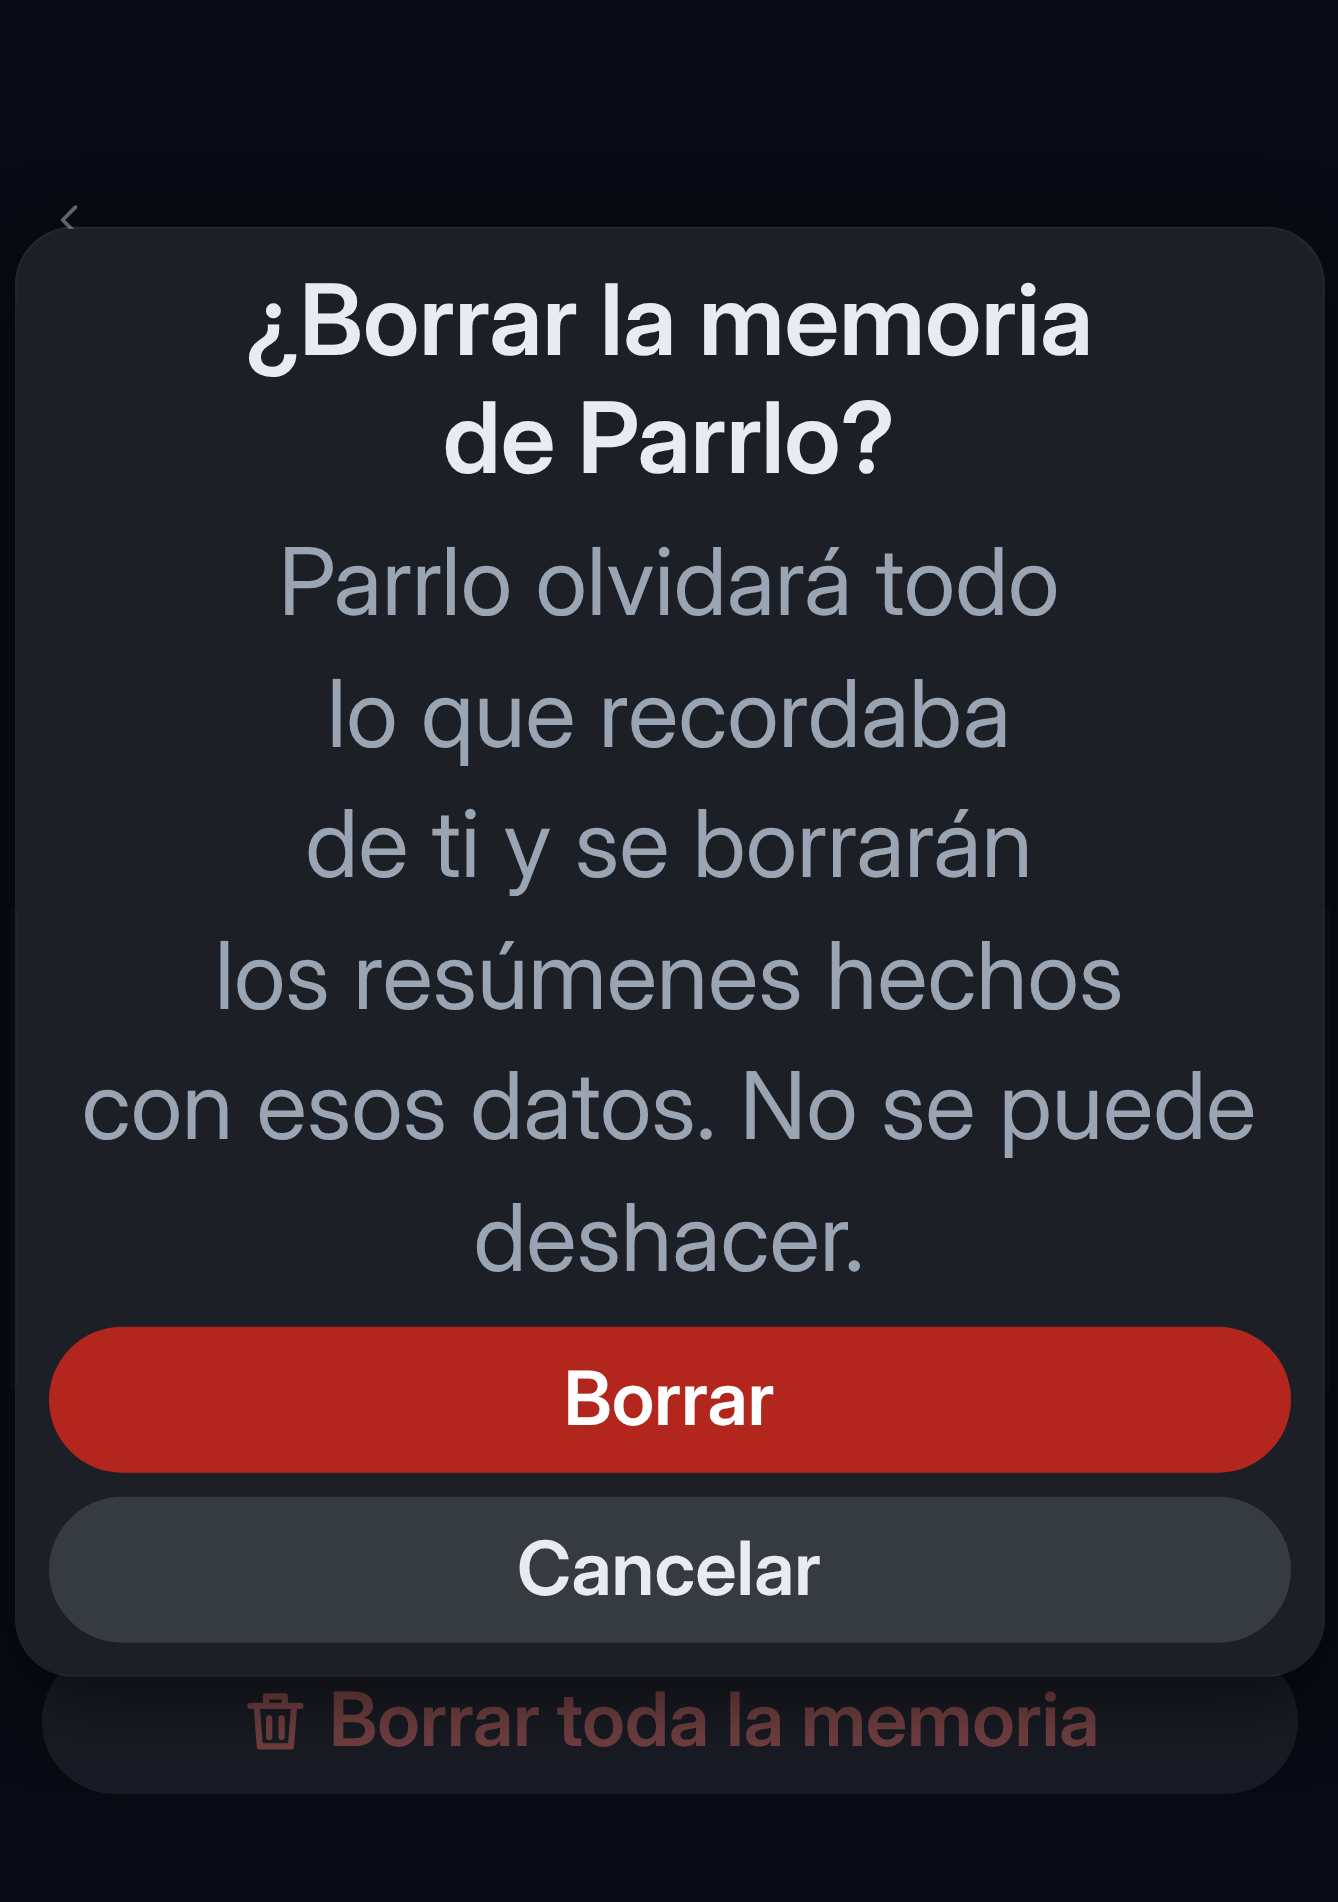 ¿Borrar la memoria
de Parrlo?
Parrlo olvidará todo
lo que recordaba
de ti y se borrarán
los resúmenes hechos
con esos datos. No se puede
deshacer.
Borrar
Cancelar
Borrar toda la memoria